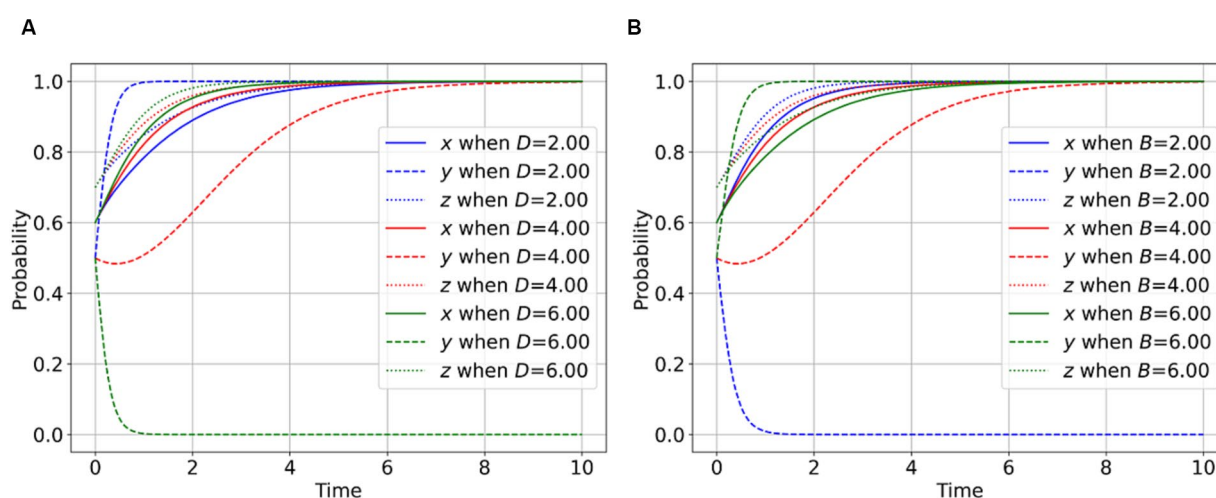 A
1.0
0.8
0.6
0.4
0.2
0.0
Probability
0 2 4 6 8 10
Time
x when D=2.00
y when D=2.00
z when D=2.00
x when D=4.00
y when D=4.00
z when D=4.00
x when D=6.00
y when D=6.00
z when D=6.00
B
1.0
0.8
0.6
0.4
0.2
0.0
Probability
0 2 4 6 8 10
Time
x when B=2.00
y when B=2.00
z when B=2.00
x when B=4.00
y when B=4.00
z when B=4.00
x when B=6.00
y when B=6.00
z when B=6.00